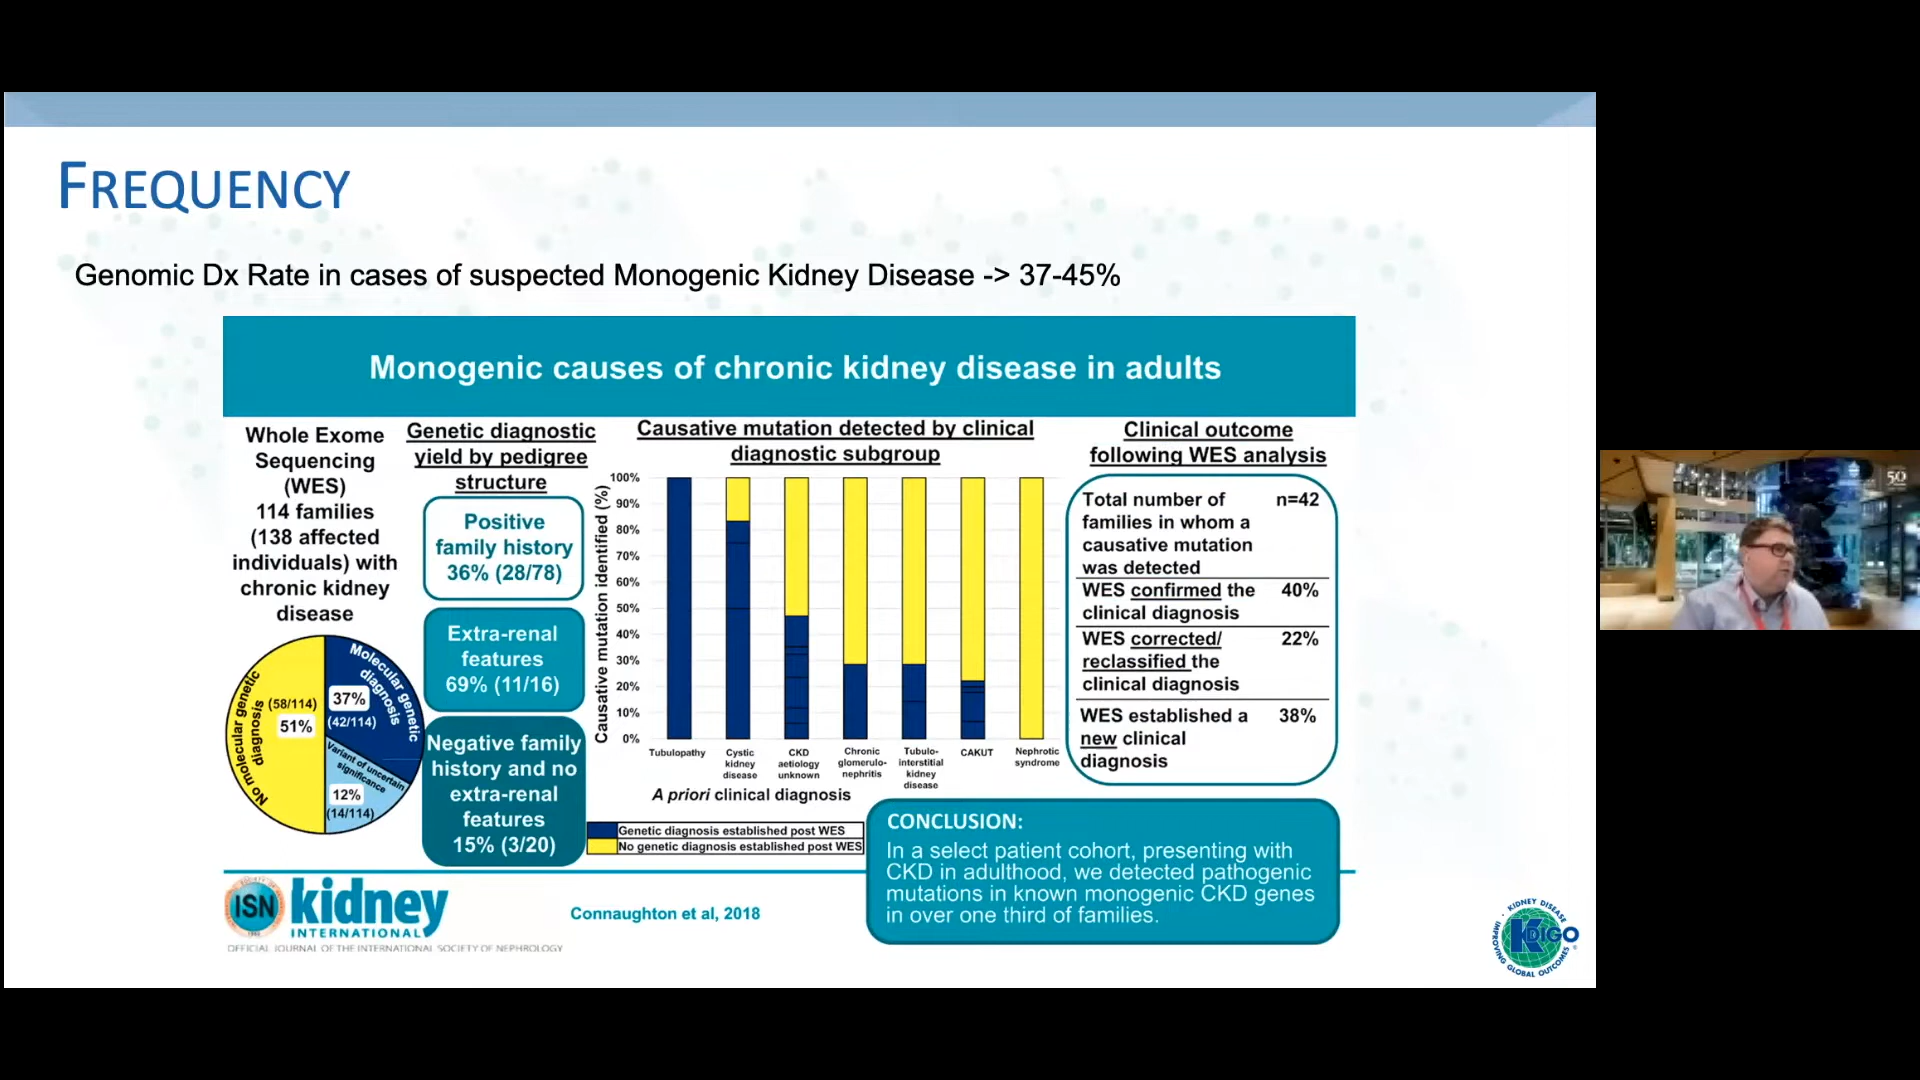 FREQUENCY
Genomic Dx Rate in cases of suspected Monogenic Kidney Disease -> 37-45%
Monogenic causes of chronic kidney disease in adults
Whole Exome
Sequencing
(WES)
114 families
(138 affected
individuals) with
chronic kidney
disease
No molecular genetic
diagnosis
(58/114)
51%
Molecular genetic
diagnosis
37%
(42/114)
Variant of uncertain
significance
12%
(14/114)
Genetic diagnostic
yield by pedigree
structure
Positive
family history
36% (28/78)
Extra-renal
features
69% (11/16)
Negative family
history and no
extra-renal
features
15% (3/20)
Causative mutation detected by clinical
diagnostic subgroup
Causative mutation identified (%)
100%
90%
80%
70%
60%
50%
40%
30%
20%
10%
0%
Tubulopathy
Cystic
kidney
disease
CKD
aetiology
unknown
Chronic
glomerulo-
nephritis
Tubulo-
interstitial
kidney
disease
CAKUT
Nephrotic
syndrome
A priori clinical diagnosis
Genetic diagnosis established post WES
No genetic diagnosis established post WES
Clinical outcome
following WES analysis
Total number of n=42
families in whom a
causative mutation
was detected
WES confirmed the 40%
clinical diagnosis
WES corrected/ 22%
reclassified the
clinical diagnosis
WES established a 38%
new clinical
diagnosis
CONCLUSION:
In a select patient cohort, presenting with
CKD in adulthood, we detected pathogenic
mutations in known monogenic CKD genes
in over one third of families.
ISN
kidney
INTERNATIONAL
OFFICIAL JOURNAL OF THE INTERNATIONAL SOCIETY OF NEPHROLOGY
Connaughton et al, 2018
KIDNEY DISEASE
KDIGO
IMPROVING GLOBAL OUTCOMES
50